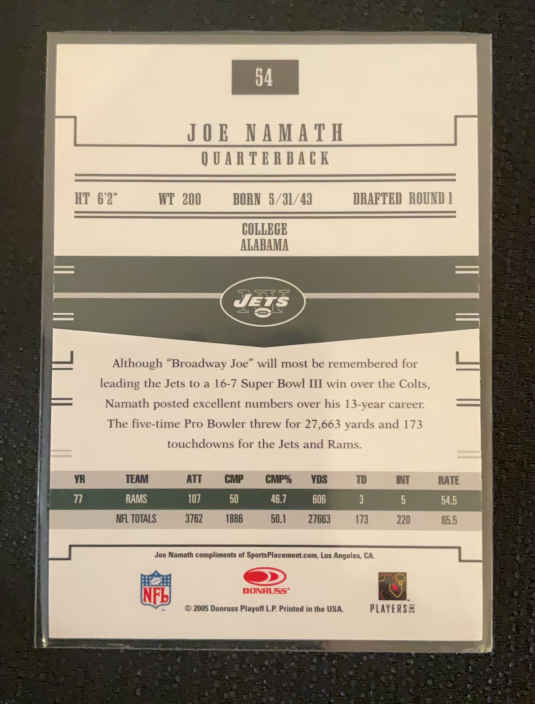 54
JOE NAMATH
QUARTERBACK
HT 6'2" WT 200 BORN 5/31/43 DRAFTED ROUND 1
COLLEGE
ALABAMA
NY
JETS
Although "Broadway Joe" will most be remembered for
leading the Jets to a 16-7 Super Bowl III win over the Colts,
Namath posted excellent numbers over his 13-year career.
The five-time Pro Bowler threw for 27,663 yards and 173
touchdowns for the Jets and Rams.
YR TEAM ATT CMP CMP% YDS TD INT RATE
77 RAMS 107 50 46.7 606 3 5 54.5
NFL TOTALS 3762 1886 50.1 27663 173 220 65.5
Joe Namath compliments of SportsPlacement.com, Los Angeles, CA.
NFL
DONRUSS
PLAYERS INC
© 2005 Donruss Playoff L.P. Printed in the USA.